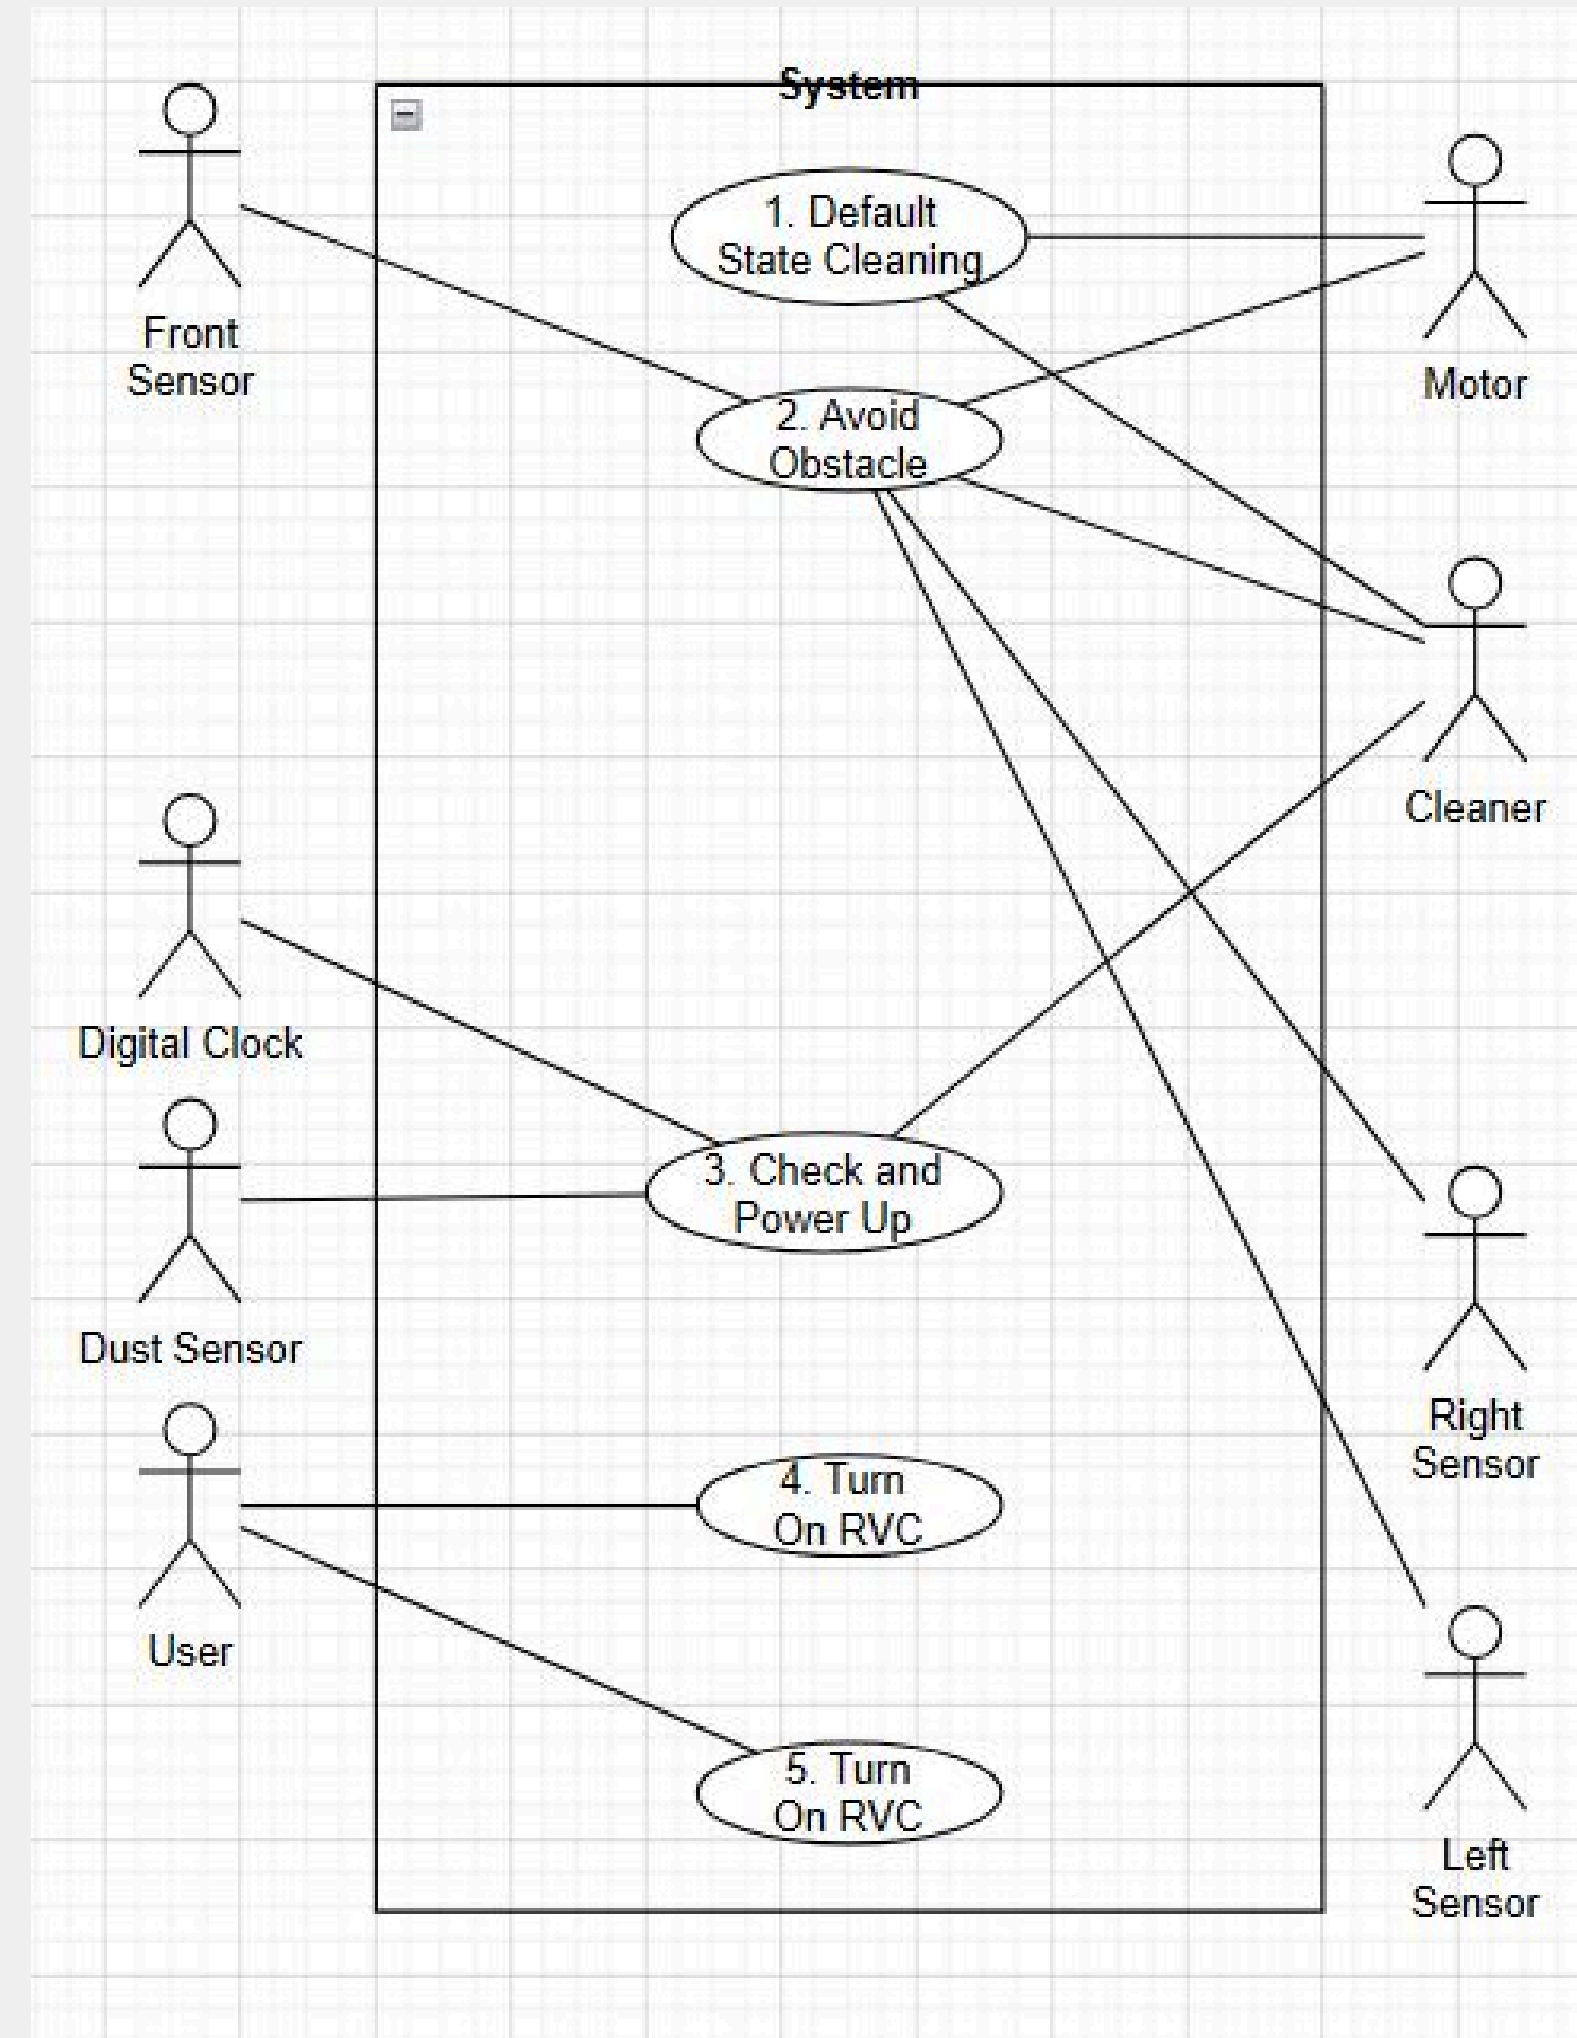 System
1. Default
State Cleaning
Front
Sensor
Motor
2. Avoid
Obstacle
Cleaner
Digital Clock
3. Check and
Power Up
Dust Sensor
Right
Sensor
4. Turn
On RVC
User
5. Turn
On RVC
Left
Sensor